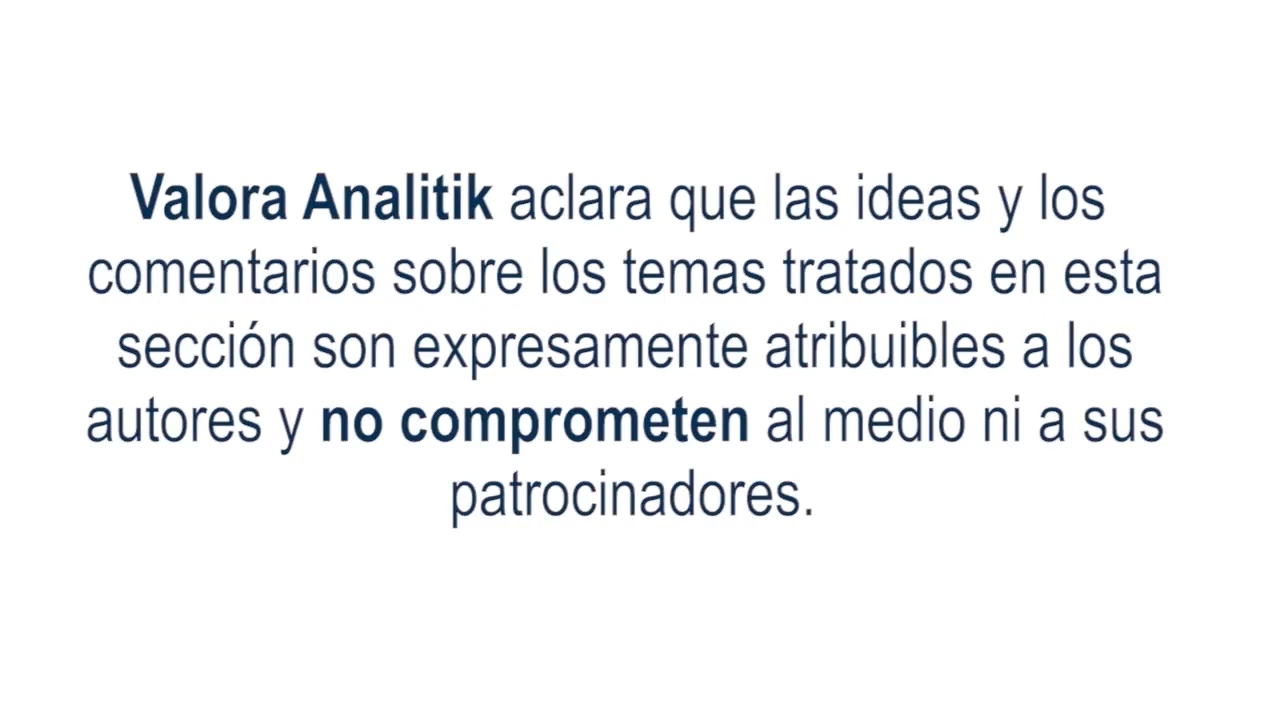 Valora Analitik aclara que las ideas y los
comentarios sobre los temas tratados en esta
sección son expresamente atribuibles a los
autores y no comprometen al medio ni a sus
patrocinadores.